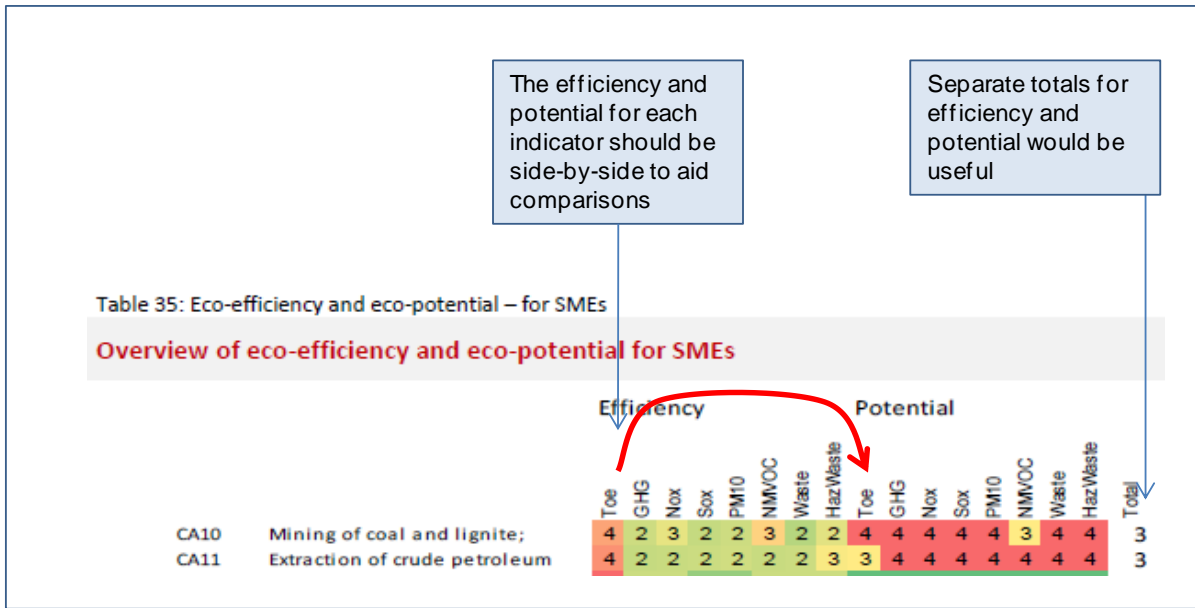 The efficiency and
potential for each
indicator should be
side-by-side to aid
comparisons
Separate totals for
efficiency and
potential would be
useful
Table 35: Eco-efficiency and eco-potential – for SMEs
Overview of eco-efficiency and eco-potential for SMEs
Efficiency Potential
Toe GHG Nox Sox PM10 NMVOC Waste HazWaste Toe GHG Nox Sox PM10 NMVOC Waste HazWaste Total
CA10 Mining of coal and lignite; 4 2 3 2 2 3 2 2 4 4 4 4 4 3 4 4 3
CA11 Extraction of crude petroleum 4 2 2 2 2 2 2 3 3 4 4 4 4 4 4 4 3